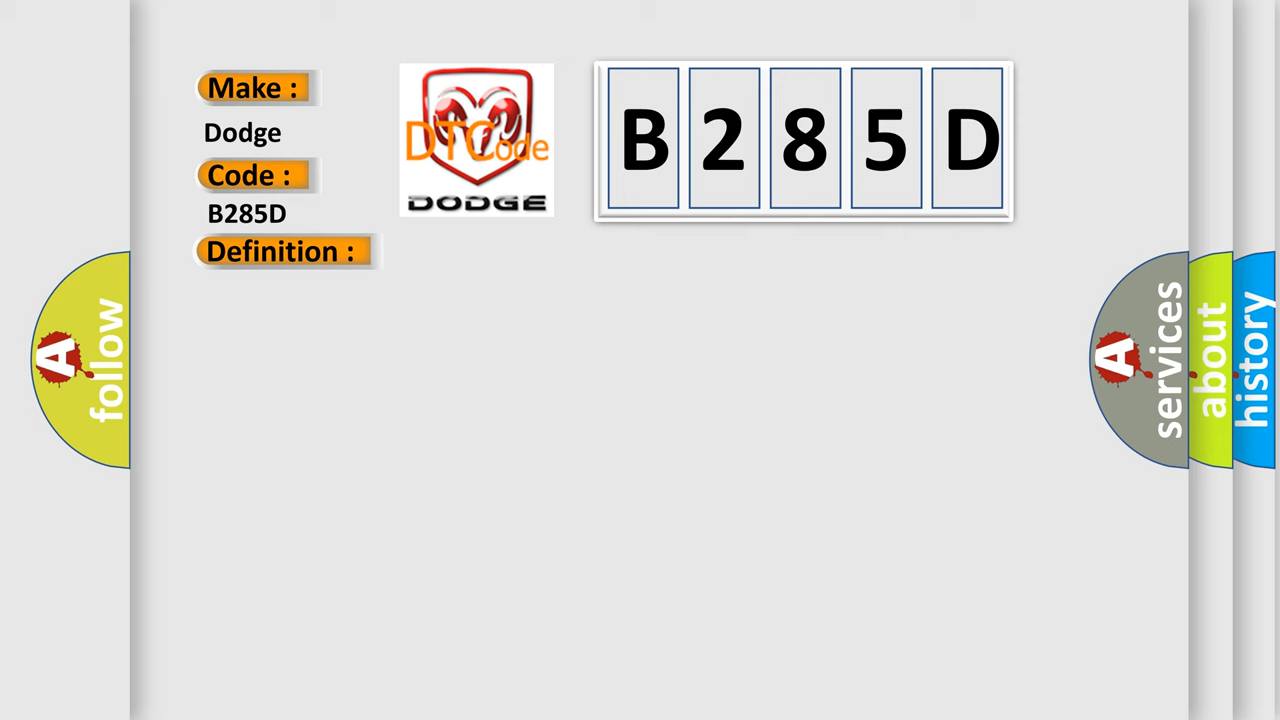 Make :
Dodge
Code :
B285D
Definition :
DTCode
DODGE
B 2 8 5 D
A follow
A services
about
history